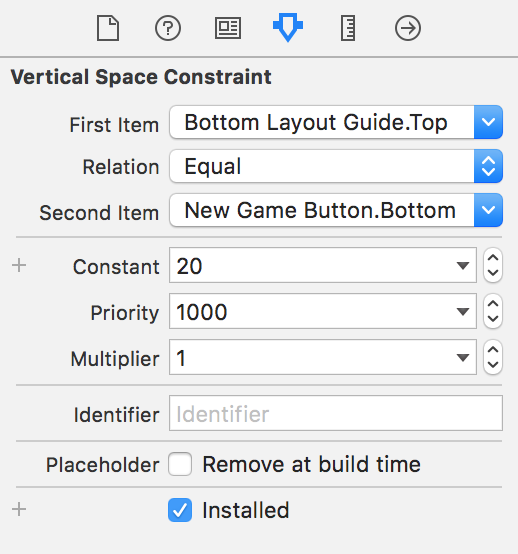 Vertical Space Constraint
First Item Bottom Layout Guide.Top
Relation Equal
Second Item New Game Button.Bottom
+ Constant 20
Priority 1000
Multiplier 1
Identifier Identifier
Placeholder Remove at build time
+ Installed